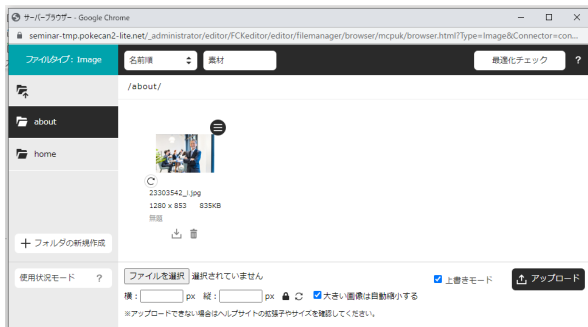 サーバーブラウザー - Google Chrome
seminar-tmp.pokecan2-lite.net/_administrator/editor/FCKeditor/editor/filemanager/browser/mcpuk/browser.html?Type=Image&Connector=con...
ファイルタイプ : Image
名前順
素材
最適化チェック
?
/about/
about
home
23303542_l.jpg
1280 x 853 835KB
無題
＋ フォルダの新規作成
使用状況モード ?
ファイルを選択 選択されていません
上書きモード
アップロード
横 : px 縦 : px 大きい画像は自動縮小する
※アップロードできない場合はヘルプサイトの拡張子やサイズを確認してください。